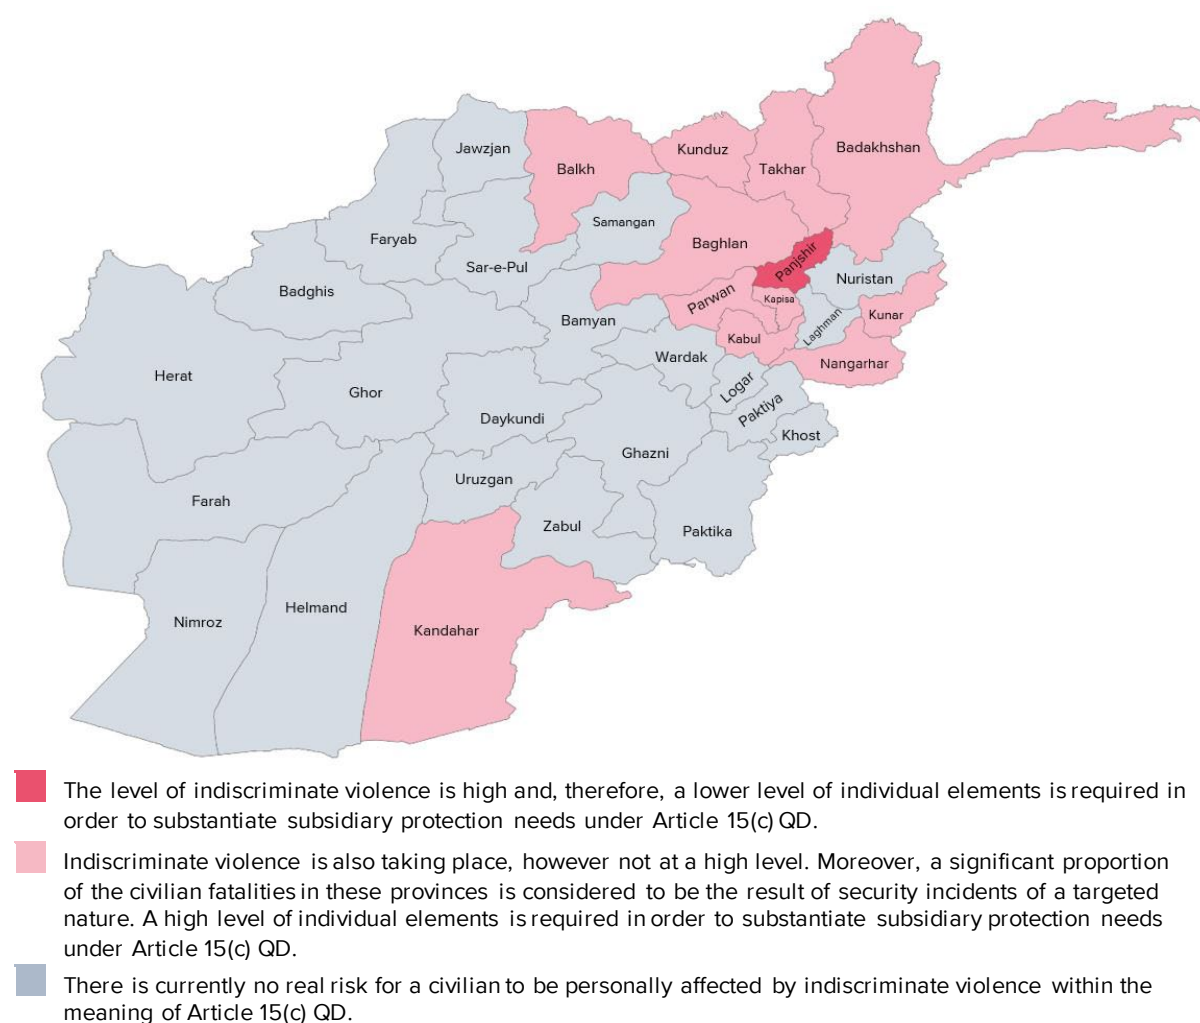 Badakhshan
Jawzjan
Kunduz
Balkh
Takhar
Samangan
Faryab
Baghlan
Panjshir
Sar-e-Pul
Nuristan
Badghis
Parwan
Kapisa
Kunar
Bamyan
Laghman
Kabul
Wardak
Nangarhar
Herat
Logar
Ghor
Paktiya
Daykundi
Khost
Ghazni
Uruzgan
Farah
Zabul
Paktika
Helmand
Nimroz
Kandahar
The level of indiscriminate violence is high and, therefore, a lower level of individual elements is required in
order to substantiate subsidiary protection needs under Article 15(c) QD.
Indiscriminate violence is also taking place, however not at a high level. Moreover, a significant proportion
of the civilian fatalities in these provinces is considered to be the result of security incidents of a targeted
nature. A high level of individual elements is required in order to substantiate subsidiary protection needs
under Article 15(c) QD.
There is currently no real risk for a civilian to be personally affected by indiscriminate violence within the
meaning of Article 15(c) QD.